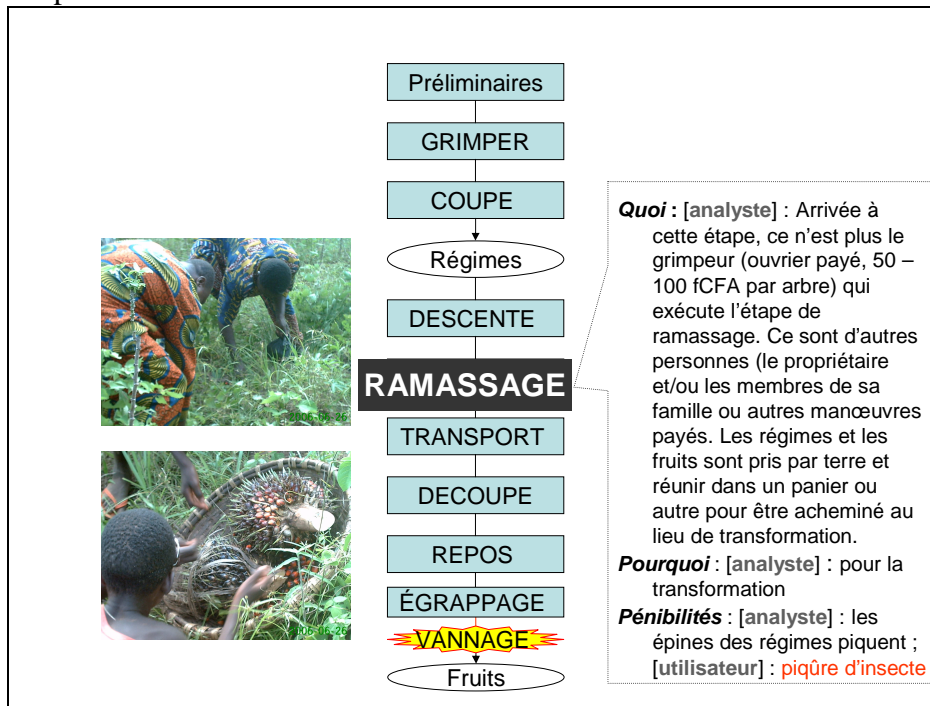 Préliminaires
GRIMPER
COUPE
Régimes
DESCENTE
RAMASSAGE
TRANSPORT
DECOUPE
REPOS
ÉGRAPPAGE
VANNAGE
Fruits
Quoi : [analyste] : Arrivée à
cette étape, ce n’est plus le
grimpeur (ouvrier payé, 50 –
100 fCFA par arbre) qui
exécute l’étape de
ramassage. Ce sont d’autres
personnes (le propriétaire
et/ou les membres de sa
famille ou autres manœuvres
payés. Les régimes et les
fruits sont pris par terre et
réunir dans un panier ou
autre pour être acheminé au
lieu de transformation.
Pourquoi : [analyste] : pour la
transformation
Pénibilités : [analyste] : les
épines des régimes piquent ;
[utilisateur] : piqûre d’insecte